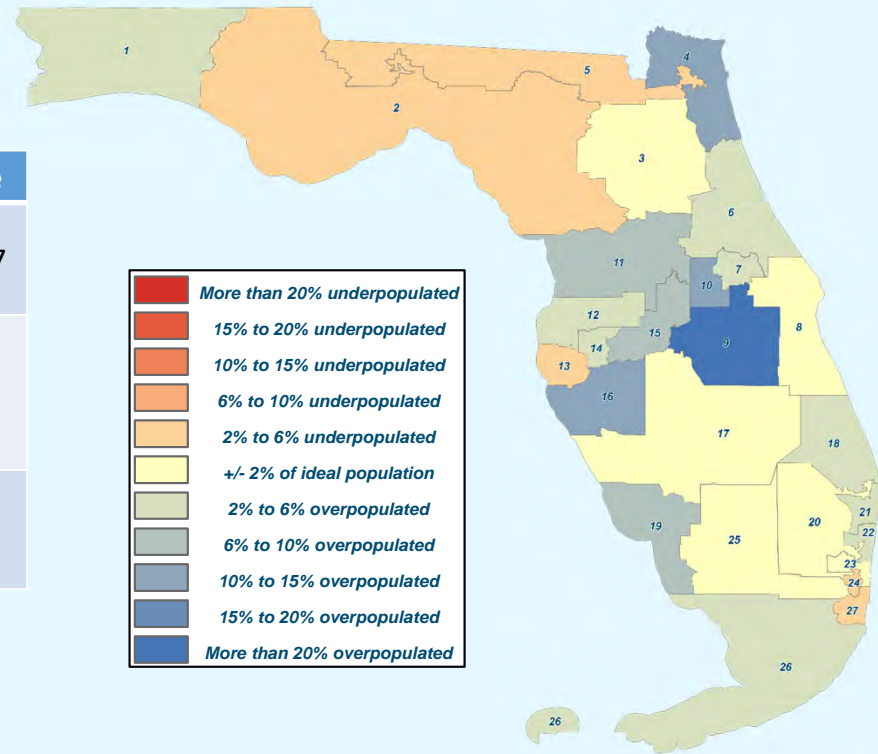 1
5
4
2
3
6
11
7
10
12
8
15
9
14
13
16
17
18
19
25
20
21
22
23
24
27
26
26
e
7
More than 20% underpopulated
15% to 20% underpopulated
10% to 15% underpopulated
6% to 10% underpopulated
2% to 6% underpopulated
+/- 2% of ideal population
2% to 6% overpopulated
6% to 10% overpopulated
10% to 15% overpopulated
15% to 20% overpopulated
More than 20% overpopulated